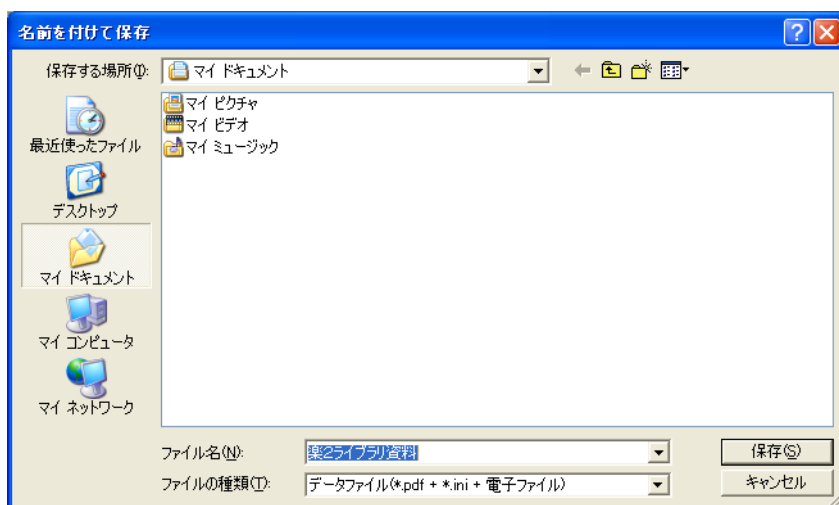 名前を付けて保存
保存する場所(I):
マイ ドキュメント
マイ ピクチャ
マイ ビデオ
マイ ミュージック
最近使ったファイル
デスクトップ
マイ ドキュメント
マイ コンピュータ
マイ ネットワーク
ファイル名(N):
楽2ライブラリ資料
保存(S)
ファイルの種類(T):
データファイル(*.pdf + *.ini + 電子ファイル)
キャンセル